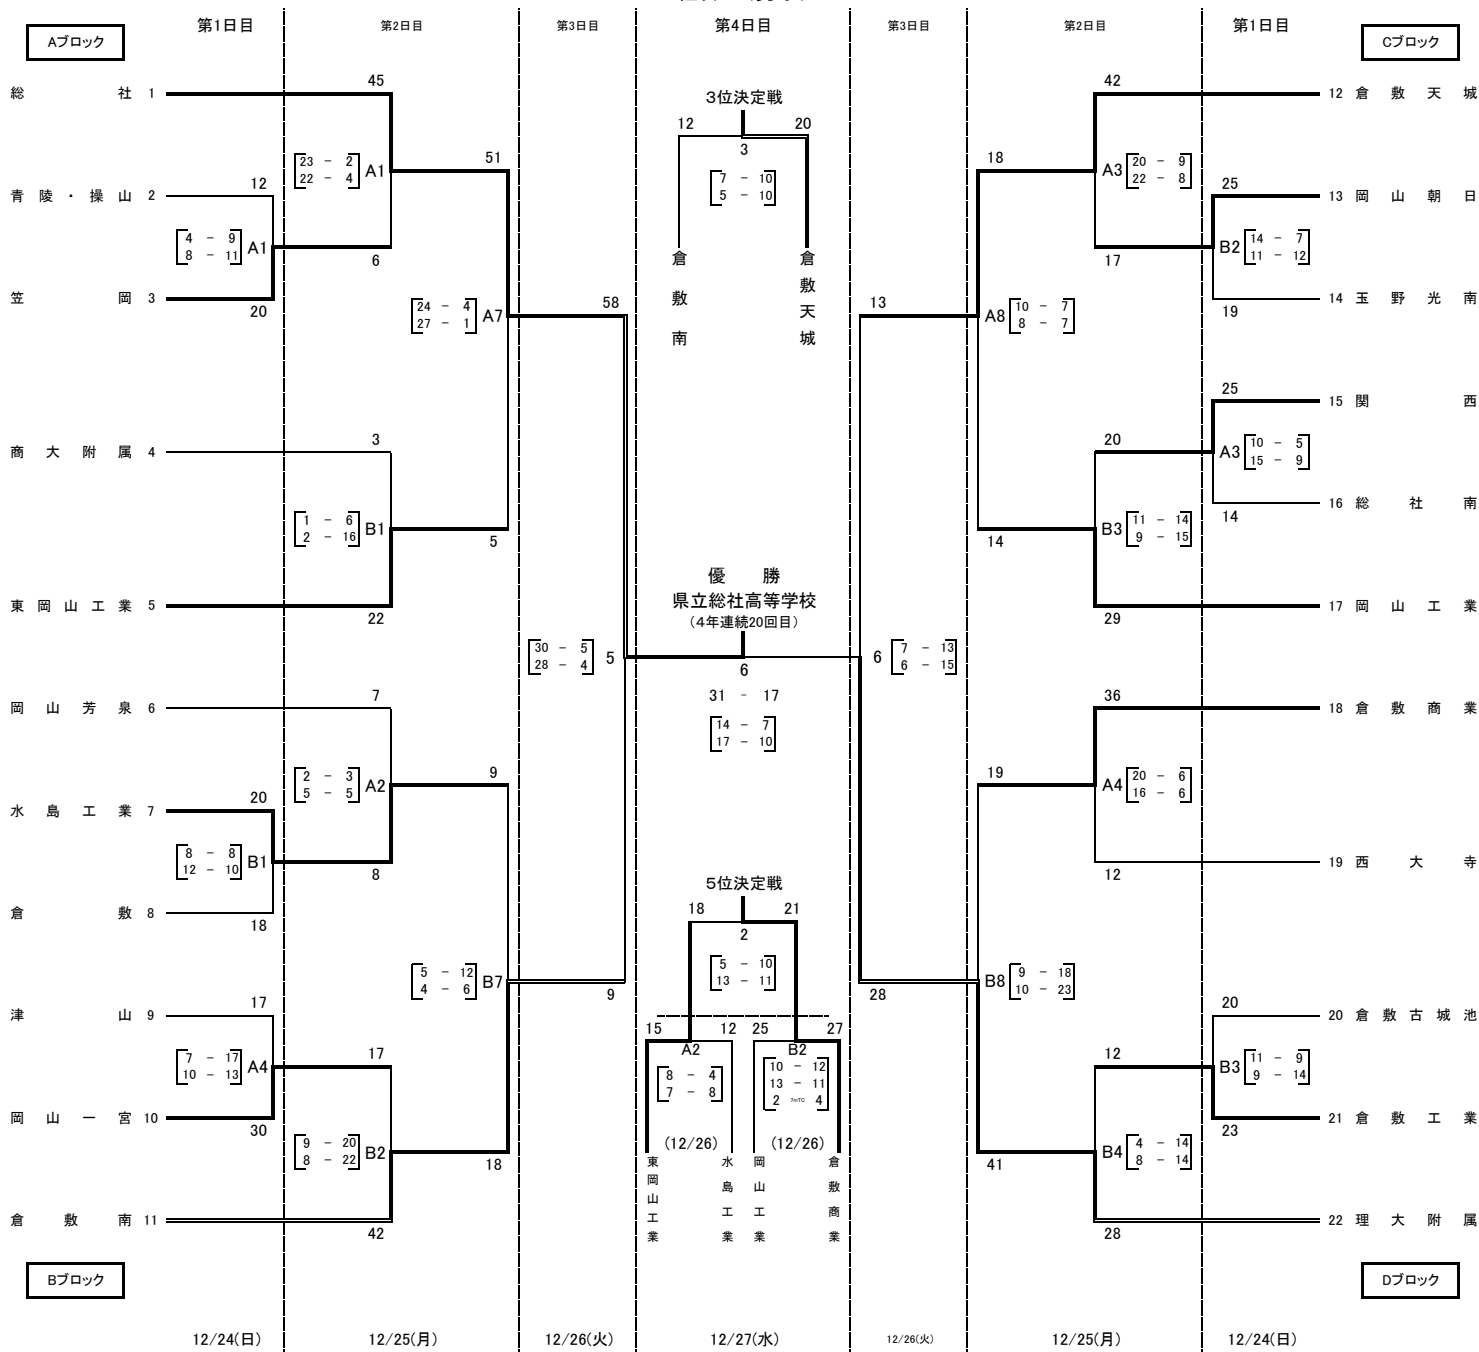 第1日目 第2日目 第3日目 第4日目 第3日目 第2日目 第1日目
Aブロック Cブロック
総社 1
45
青陵・操山 2
12
[23 - 2
22 - 4] A1
51
[4 - 9
8 - 11] A1
6
笠岡 3
20
[24 - 4
27 - 1] A7
58
商大附属 4
3
[1 - 6
2 - 16] B1
5
東岡山工業 5
22
[30 - 5
28 - 4] 5
岡山芳泉 6
7
[2 - 3
5 - 5] A2
9
水島工業 7
20
[8 - 8
12 - 10] B1
8
倉敷 8
18
[5 - 12
4 - 6] B7
9
津山 9
17
[7 - 17
10 - 13] A4
17
岡山一宮 10
30
[9 - 20
8 - 22] B2
18
倉敷南 11
42
Bブロック
3位決定戦
12 20
3
[7 - 10
5 - 10]
倉敷南
倉敷天城
優勝
県立総社高等学校
(4年連続20回目)
6
31 - 17
[14 - 7
17 - 10]
5位決定戦
18 21
2
[5 - 10
13 - 11]
15 12 25 27
A2 B2
[8 - 4
7 - 8]
[10 - 12
13 - 11
2 7mTC 4]
(12/26) (12/26)
東岡山工業
水島工業
岡山工業
倉敷商業
42
12 倉敷天城
18
A3 [20 - 9
22 - 8]
25
13 岡山朝日
B2 [14 - 7
11 - 12]
17
14 玉野光南
19
13
A8 [10 - 7
8 - 7]
25
15 関西
20
A3 [10 - 5
15 - 9]
16 総社南
14
B3 [11 - 14
9 - 15]
14
17 岡山工業
29
6 [7 - 13
6 - 15]
36
18 倉敷商業
19
A4 [20 - 6
16 - 6]
19 西大寺
12
28
B8 [9 - 18
10 - 23]
20
20 倉敷古城池
12
B3 [11 - 9
9 - 14]
21 倉敷工業
23
B4 [4 - 14
8 - 14]
41
22 理大附属
28
Dブロック
12/24(日) 12/25(月) 12/26(火) 12/27(水) 12/26(火) 12/25(月) 12/24(日)